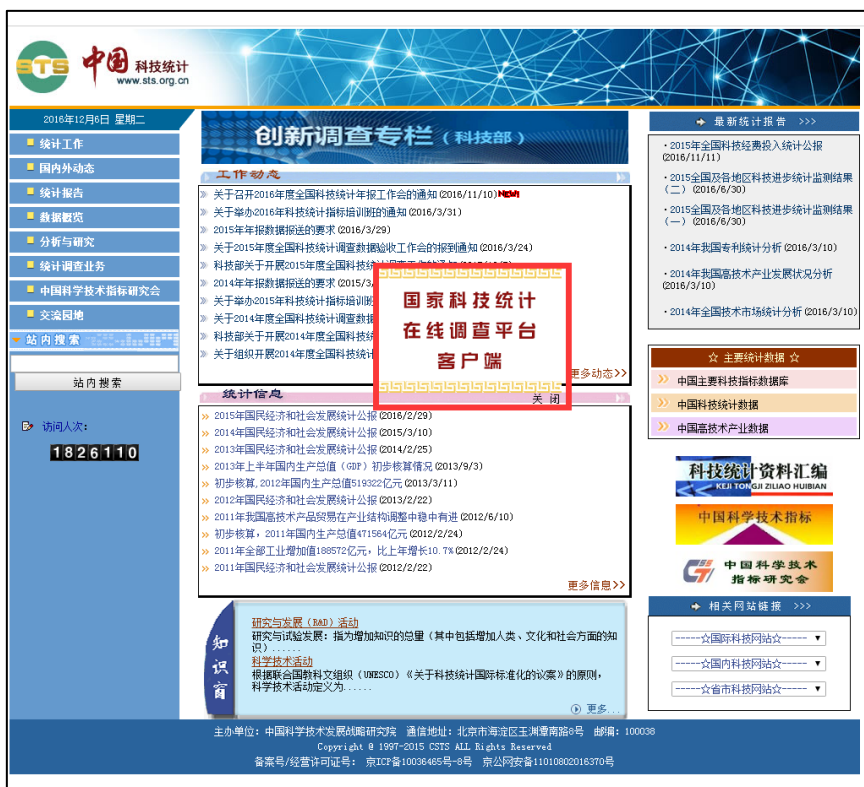 STS 中国 科技统计
www.sts.org.cn
2016年12月6日 星期二
统计工作
国内外动态
统计报告
数据概览
分析与研究
统计调查业务
中国科学技术指标研究会
交流园地
站内搜索
站内搜索
访问人次:
1826110
创新调查专栏（科技部）
工作动态
关于召开2016年度全国科技统计年报工作会的通知(2016/11/10)NEW!
关于举办2016年科技统计指标培训班的通知(2016/3/31)
2015年年报数据报送的要求(2016/3/29)
关于2015年度全国科技统计调查数据验收工作会的报到通知(2016/3/24)
科技部关于开展2015年度全国科技统
2014年年报数据报送的要求(2015/3
关于举办2015年科技统计指标培训班
关于2014年度全国科技统计调查数据
科技部关于开展2014年度全国科技统
关于组织开展2014年度全国科技统计
更多动态>>
国家科技统计
在线调查平台
客户端
关 闭
统计信息
2015年国民经济和社会发展统计公报(2016/2/29)
2014年国民经济和社会发展统计公报(2015/3/10)
2013年国民经济和社会发展统计公报(2014/2/25)
2013年上半年国内生产总值（GDP）初步核算情况(2013/9/3)
初步核算,2012年国内生产总值519322亿元(2013/3/11)
2012年国民经济和社会发展统计公报(2013/2/22)
2011年我国高技术产品贸易在产业结构调整中稳中有进(2012/6/10)
初步核算，2011年国内生产总值471564亿元(2012/2/24)
2011年全部工业增加值188572亿元，比上年增长10.7%(2012/2/24)
2011年国民经济和社会发展统计公报(2012/2/22)
更多信息>>
知识窗
研究与发展（R&D）活动
研究与试验发展：指为增加知识的总量（其中包括增加人类、文化和社会方面的知
识）......
科学技术活动
根据联合国教科文组织（UNESCO）《关于科技统计国际标准化的议案》的原则，
科学技术活动定义为......
更多...
最新统计报告 >>>
·2015年全国科技经费投入统计公报
(2016/11/11)
·2015全国及各地区科技进步统计监测结果
（二）(2016/6/30)
·2015全国及各地区科技进步统计监测结果
（一）(2016/6/30)
·2014年我国专利统计分析(2016/3/10)
·2014年我国高技术产业发展状况分析
(2016/3/10)
·2014年全国技术市场统计分析(2016/3/10)
☆ 主要统计数据 ☆
中国主要科技指标数据库
中国科技统计数据
中国高技术产业数据
科技统计资料汇编
KEJI TONGJI ZILIAO HUIBIAN
中国科学技术指标
中国科学技术
指标研究会
相关网站链接 >>>
-----☆国际科技网站☆-----
-----☆国内科技网站☆-----
-----☆省市科技网站☆-----
主办单位：中国科学技术发展战略研究院 通信地址：北京市海淀区玉渊潭南路8号 邮编：100038
Copyright @ 1997-2015 CSTS ALL Rights Reserved
备案号/经营许可证号： 京ICP备10036465号-8号 京公网安备11010802016370号